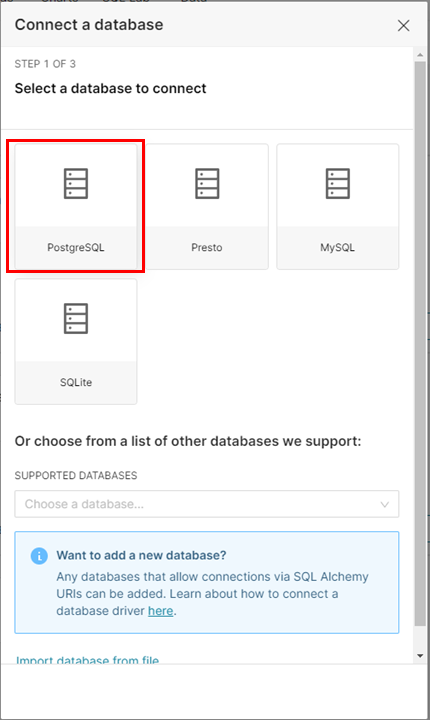 Connect a database
STEP 1 OF 3
Select a database to connect
PostgreSQL
Presto
MySQL
SQLite
Or choose from a list of other databases we support:
SUPPORTED DATABASES
Choose a database...
Want to add a new database?
Any databases that allow connections via SQL Alchemy
URIs can be added. Learn about how to connect a
database driver here.
Import database from file